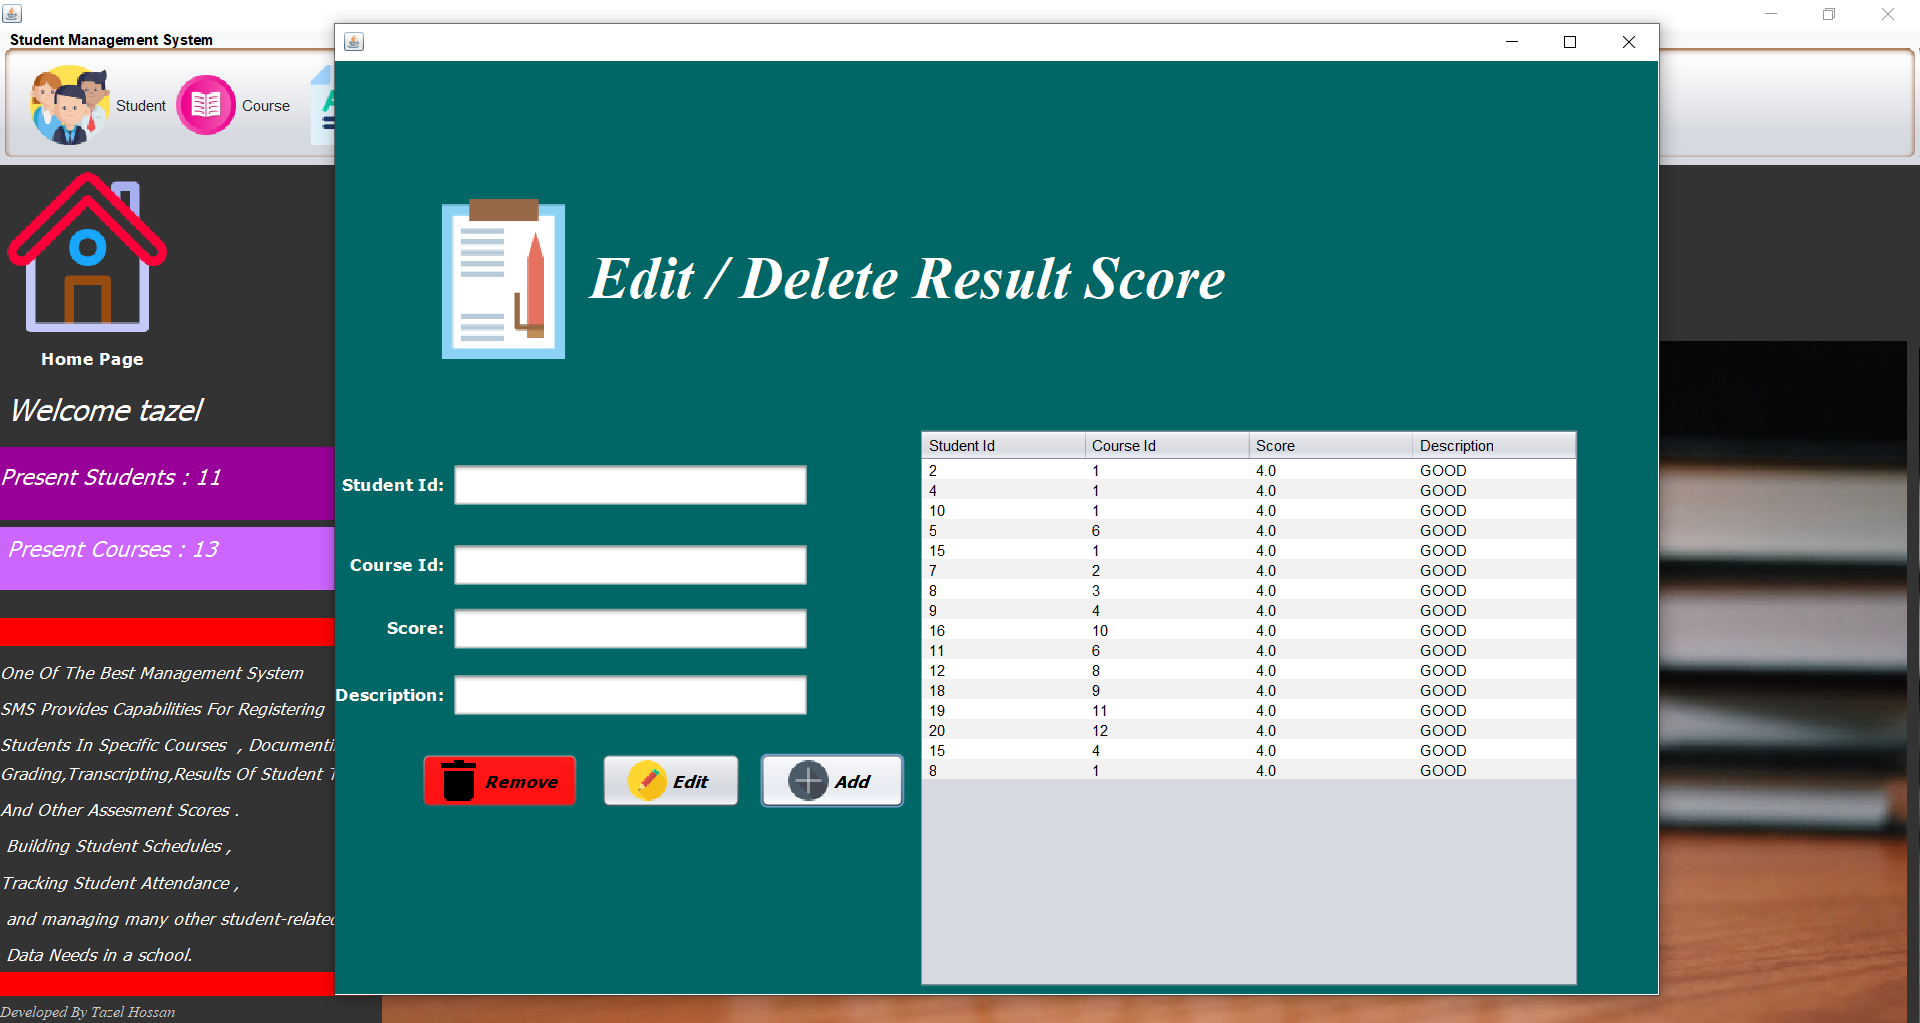 Student Management System
Student
Course
Home Page
Welcome tazel
Present Students : 11
Present Courses : 13
One Of The Best Management System
SMS Provides Capabilities For Registering
Students In Specific Courses , Documenti
Grading,Transcripting,Results Of Student T
And Other Assesment Scores .
Building Student Schedules ,
Tracking Student Attendance ,
and managing many other student-related
Data Needs in a school.
Developed By Tazel Hossan
Edit / Delete Result Score
Student Id:
Course Id:
Score:
Description:
Remove Edit Add
Student Id Course Id Score Description
2 1 4.0 GOOD
4 1 4.0 GOOD
10 1 4.0 GOOD
5 6 4.0 GOOD
15 1 4.0 GOOD
7 2 4.0 GOOD
8 3 4.0 GOOD
9 4 4.0 GOOD
16 10 4.0 GOOD
11 6 4.0 GOOD
12 8 4.0 GOOD
18 9 4.0 GOOD
19 11 4.0 GOOD
20 12 4.0 GOOD
15 4 4.0 GOOD
8 1 4.0 GOOD